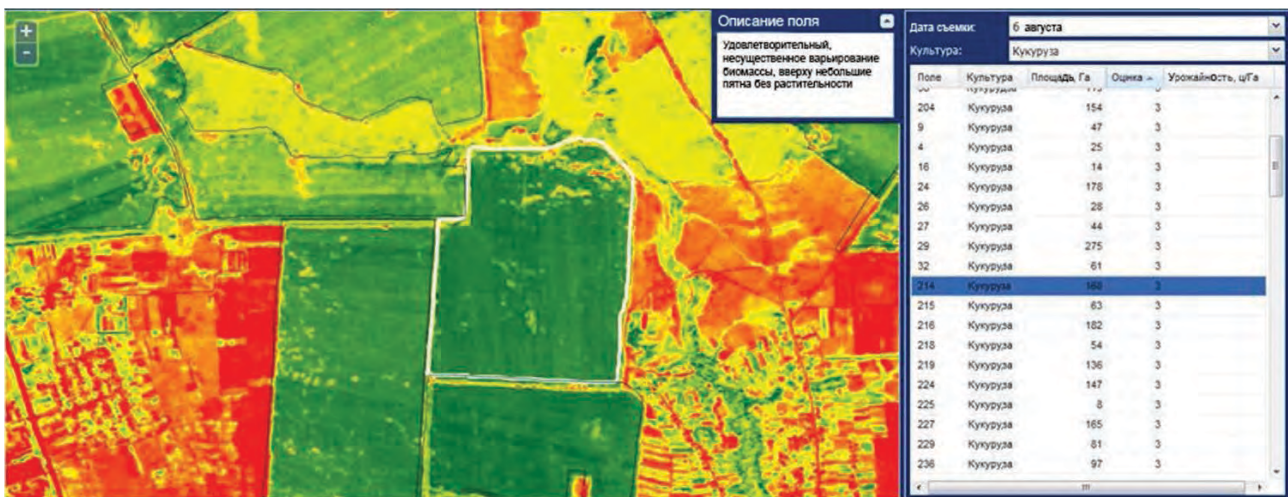 +
-
Описание поля
Удовлетворительный,
несущественное варьирование
биомассы, вверху небольшие
пятна без растительности
Дата съемки: 6 августа
Культура: Кукуруза
Поле Культура Площадь, Га Оцінка Урожайность, ц/Га
204 Кукуруза 154 3
9 Кукуруза 47 3
4 Кукуруза 25 3
16 Кукуруза 14 3
24 Кукуруза 178 3
26 Кукуруза 28 3
27 Кукуруза 44 3
29 Кукуруза 275 3
32 Кукуруза 61 3
214 Кукуруза 168 3
215 Кукуруза 63 3
216 Кукуруза 182 3
218 Кукуруза 54 3
219 Кукуруза 136 3
224 Кукуруза 147 3
225 Кукуруза 8 3
227 Кукуруза 165 3
229 Кукуруза 81 3
236 Кукуруза 97 3